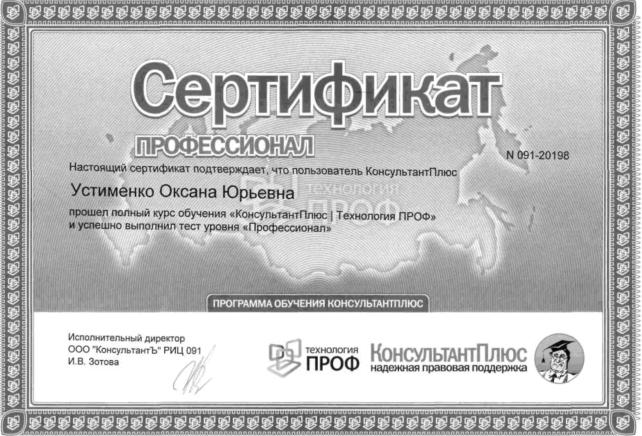 Сертификат
ПРОФЕССИОНАЛ
N 091-20198
Настоящий сертификат подтверждает, что пользователь КонсультантПлюс
Устименко Оксана Юрьевна
ТЕХНОЛОГИЯ
ПРОФ
прошел полный курс обучения «КонсультантПлюс | Технология ПРОФ»
и успешно выполнил тест уровня «Профессионал»
ПРОГРАММА ОБУЧЕНИЯ КОНСУЛЬТАНТПЛЮС
Исполнительный директор
ООО "КонсультантЪ" РИЦ 091
И.В. Зотова
ТЕХНОЛОГИЯ
ПРОФ
КонсультантПлюс
надежная правовая поддержка